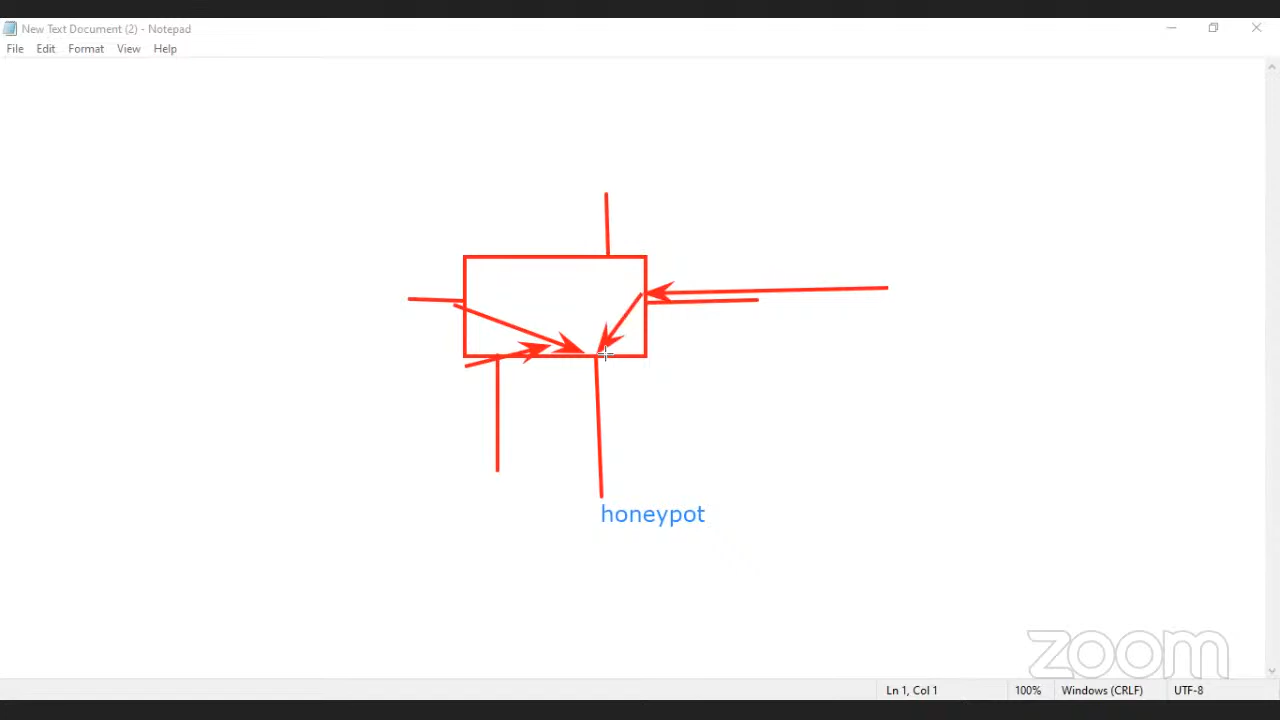 New Text Document (2) - Notepad
File Edit Format View Help
honeypot
zoom
Ln 1, Col 1 100% Windows (CRLF) UTF-8